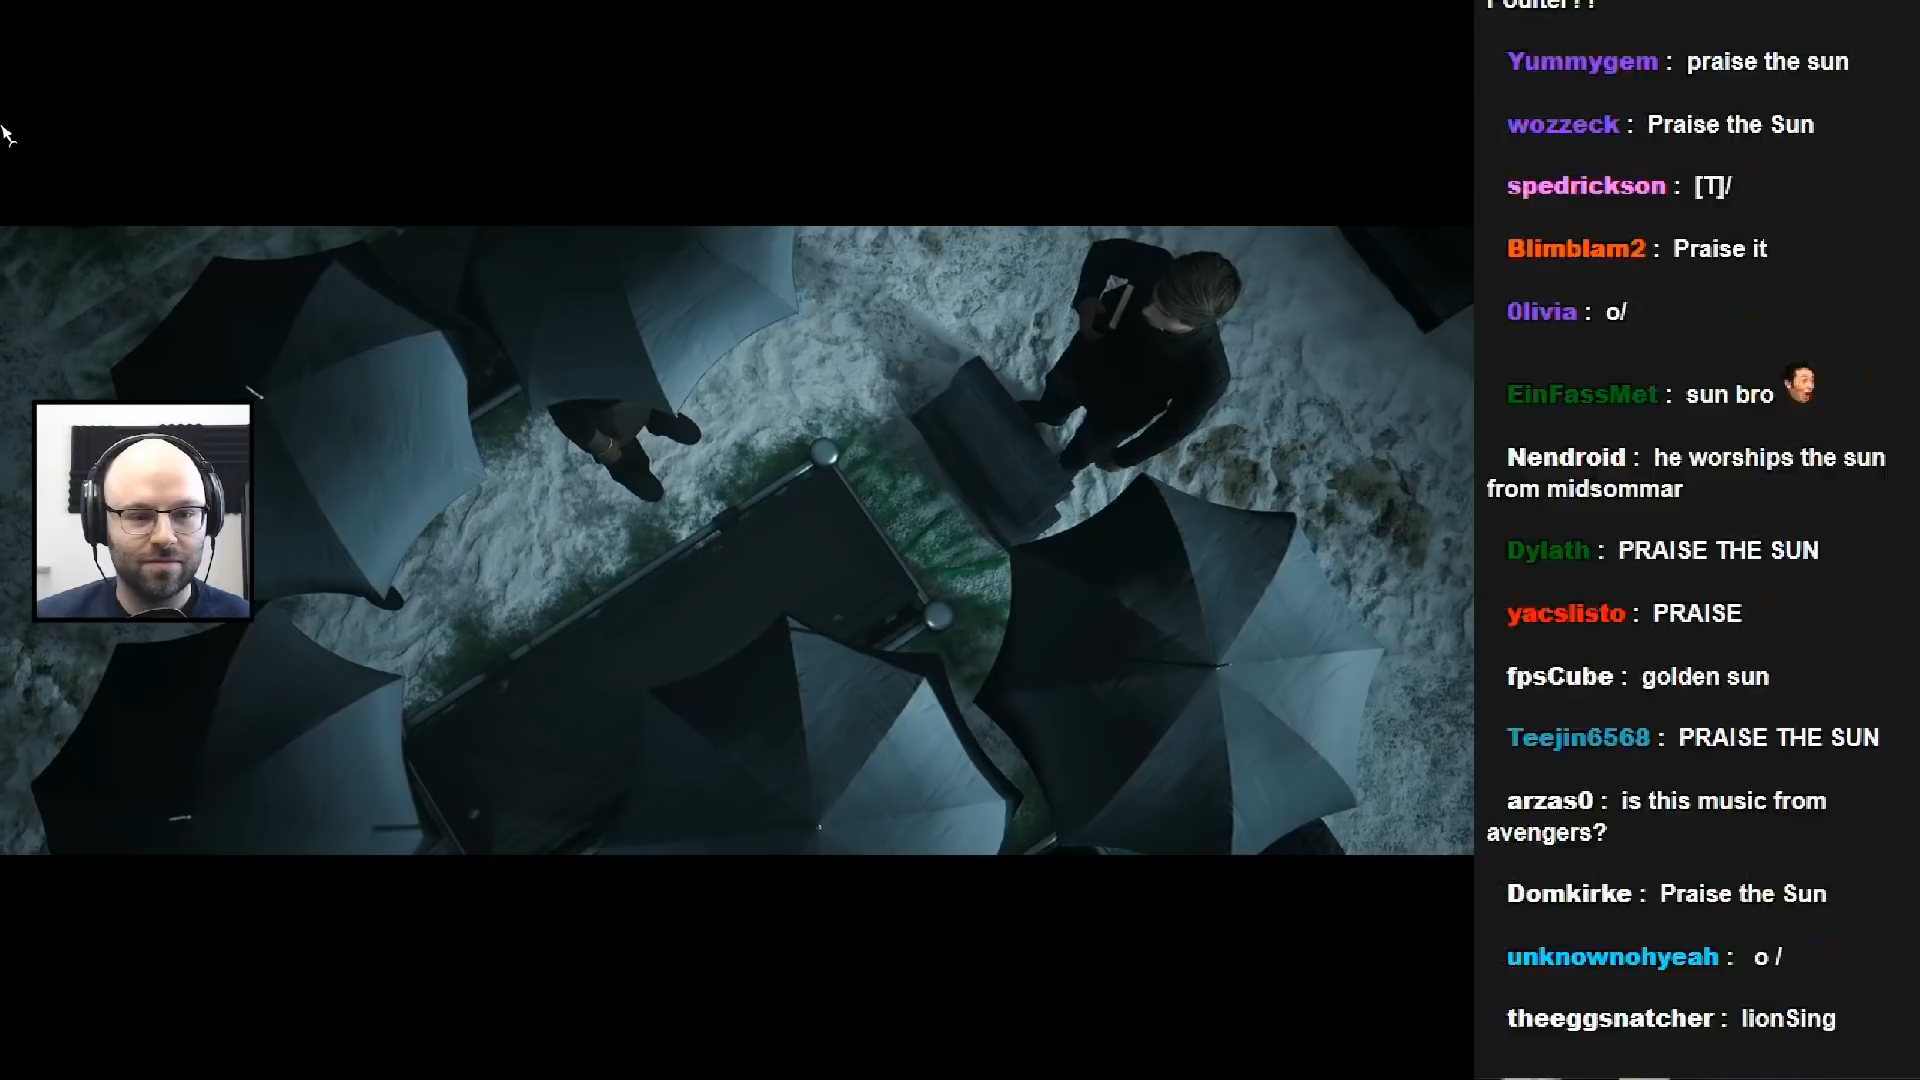 Poulter??
Yummygem : praise the sun
wozzeck : Praise the Sun
spedrickson : [T]/
Blimblam2 : Praise it
0livia : o/
EinFassMet : sun bro
Nendroid : he worships the sun
from midsommar
Dylath : PRAISE THE SUN
yacslisto : PRAISE
fpsCube : golden sun
Teejin6568 : PRAISE THE SUN
arzas0 : is this music from
avengers?
Domkirke : Praise the Sun
unknownohyeah : o /
theeggsnatcher : lionSing